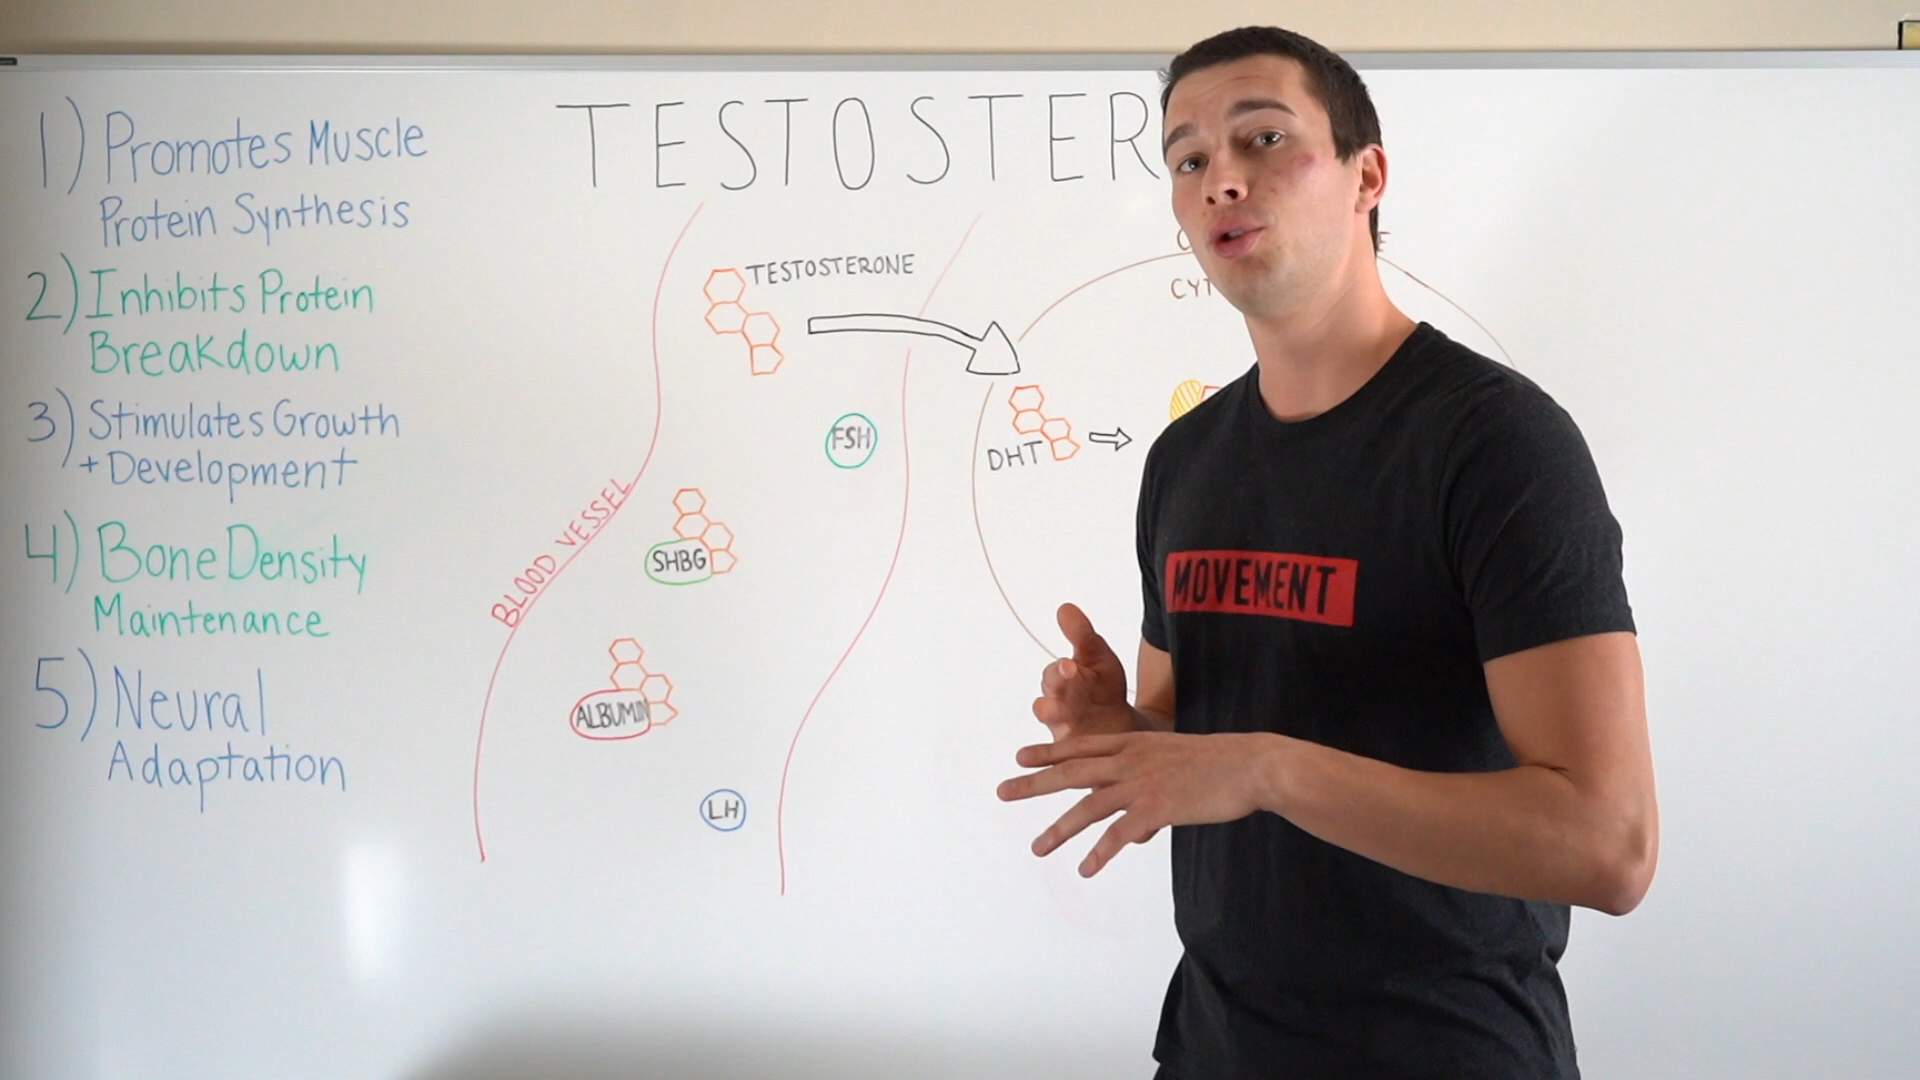 TESTOSTER
1) Promotes Muscle
Protein Synthesis
2) Inhibits Protein
Breakdown
3) Stimulates Growth
+ Development
4) Bone Density
Maintenance
5) Neural
Adaptation
TESTOSTERONE
FSH
BLOOD VESSEL
SHBG
ALBUMIN
LH
CYT
DHT
MOVEMENT